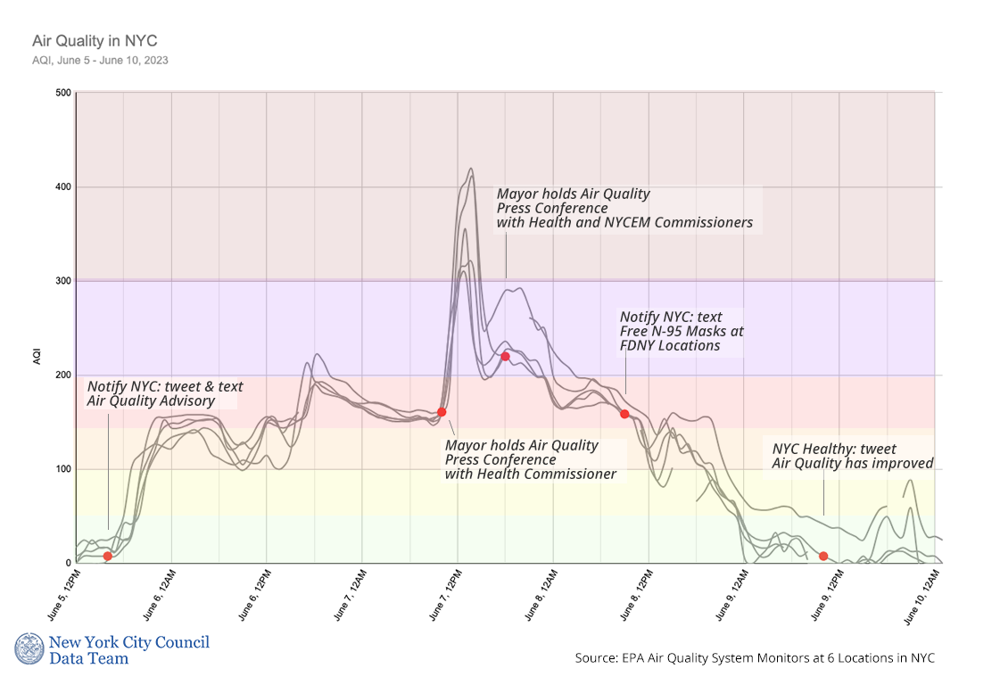 Air Quality in NYC
AQI, June 5 - June 10, 2023
500
400
300
200
100
0
AQI
Mayor holds Air Quality
Press Conference
with Health and NYCEM Commissioners
Notify NYC: text
Free N-95 Masks at
FDNY Locations
Notify NYC: tweet & text
Air Quality Advisory
Mayor holds Air Quality
Press Conference
with Health Commissioner
NYC Healthy: tweet
Air Quality has improved
June 5, 12PM
June 6, 12AM
June 6, 12PM
June 7, 12AM
June 7, 12PM
June 8, 12AM
June 8, 12PM
June 9, 12AM
June 9, 12PM
June 10, 12AM
New York City Council
Data Team
Source: EPA Air Quality System Monitors at 6 Locations in NYC